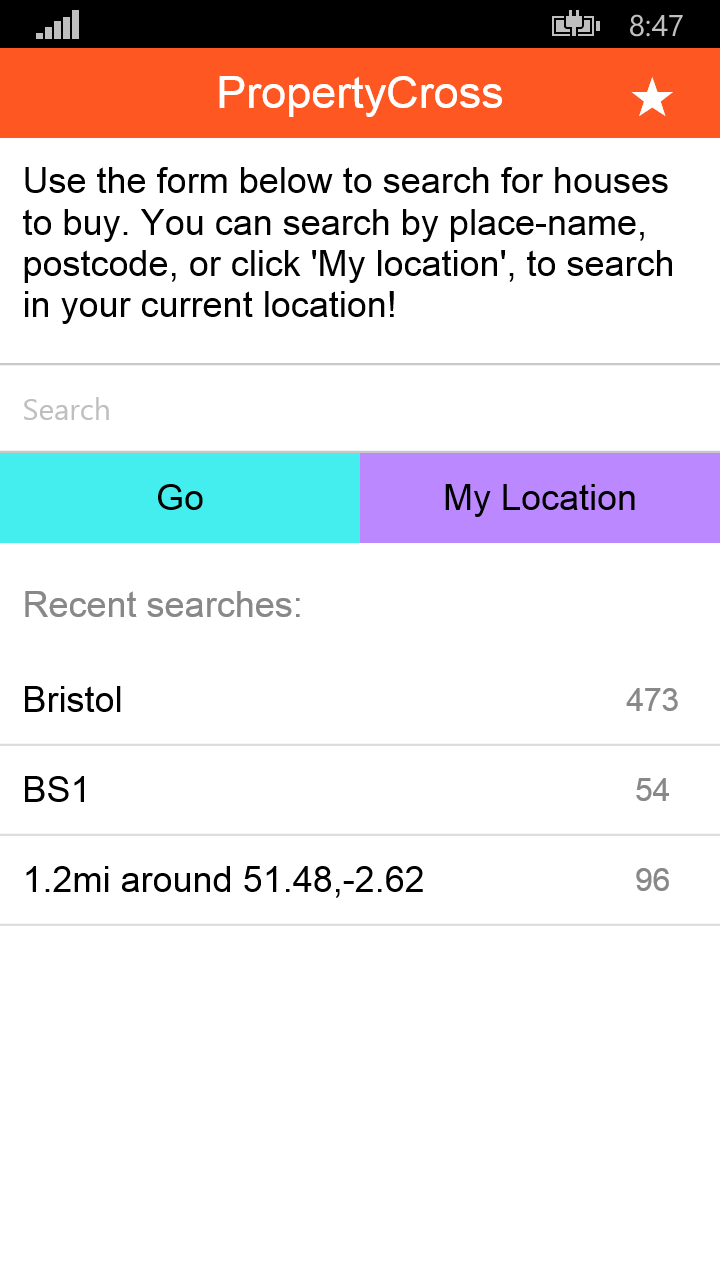 8:47
PropertyCross
Use the form below to search for houses
to buy. You can search by place-name,
postcode, or click 'My location', to search
in your current location!
Search
Go My Location
Recent searches:
Bristol 473
BS1 54
1.2mi around 51.48,-2.62 96